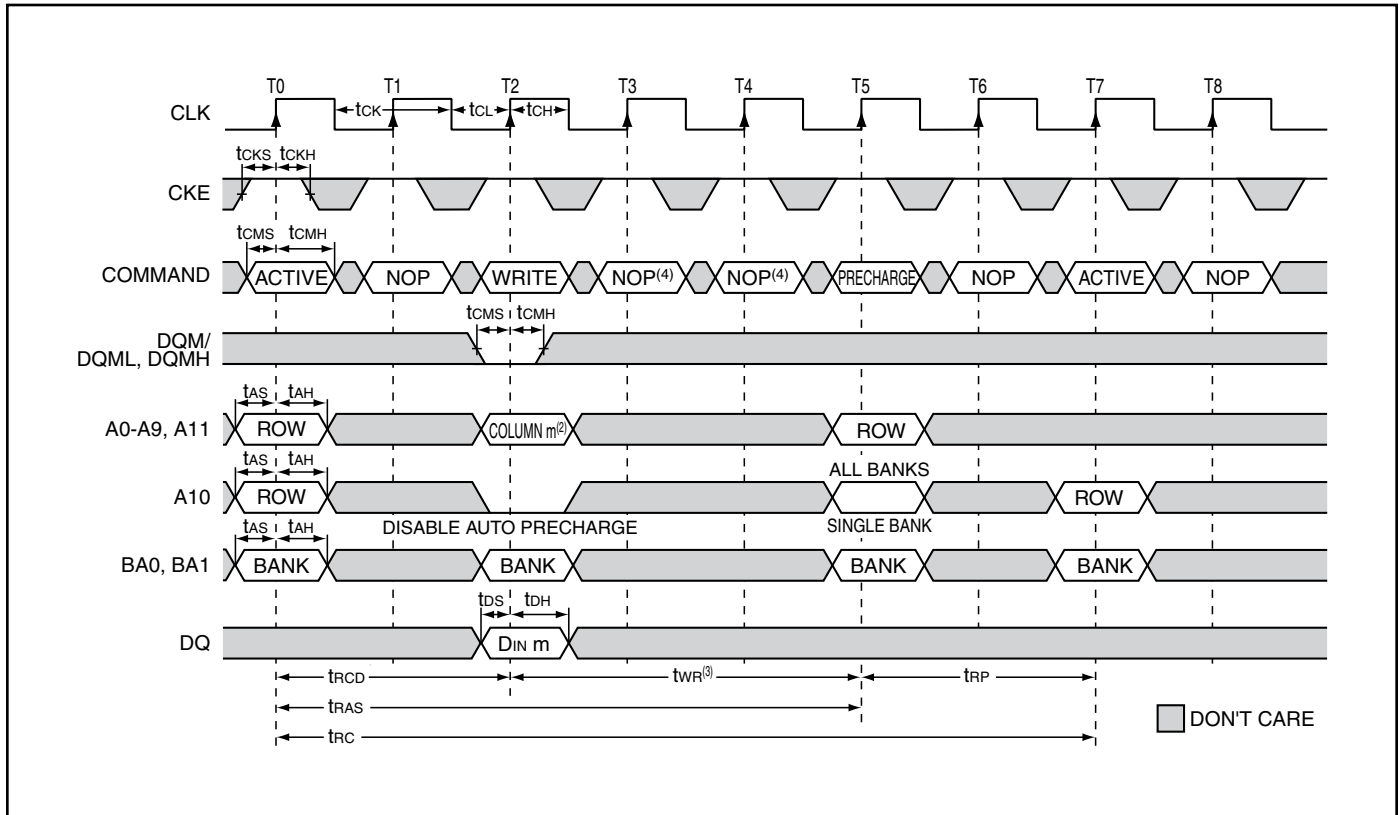 T0 T1 T2 T3 T4 T5 T6 T7 T8
CLK tCK tCL tCH
tCKS tCKH
CKE
tCMS tCMH
COMMAND ACTIVE NOP WRITE NOP(4) NOP(4) PRECHARGE NOP ACTIVE NOP
tCMS tCMH
DQM/
DQML, DQMH
tAS tAH
A0-A9, A11 ROW COLUMN m(2) ROW
tAS tAH ALL BANKS
A10 ROW ROW
tAS tAH DISABLE AUTO PRECHARGE SINGLE BANK
BA0, BA1 BANK BANK BANK BANK
tDS tDH
DQ DIN m
tRCD tWR(3) tRP
tRAS
DON'T CARE
tRC